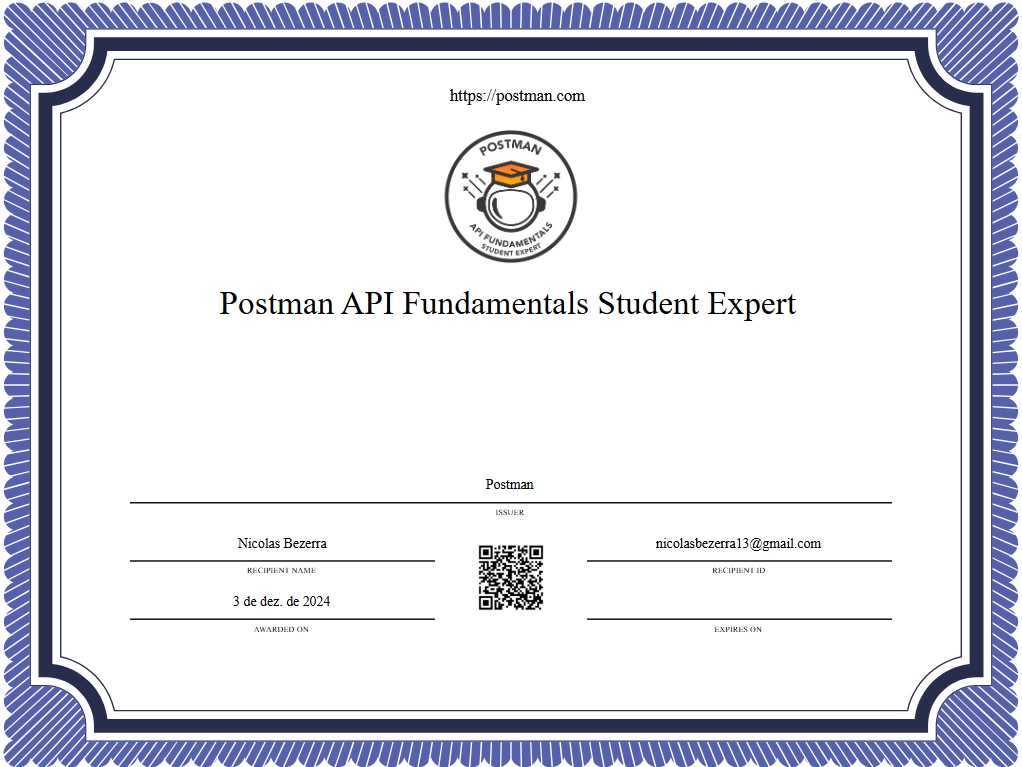 https://postman.com
POSTMAN
API FUNDAMENTALS
STUDENT EXPERT
Postman API Fundamentals Student Expert
Postman
ISSUER
Nicolas Bezerra
RECIPIENT NAME
nicolasbezerra13@gmail.com
RECIPIENT ID
3 de dez. de 2024
AWARDED ON
EXPIRES ON